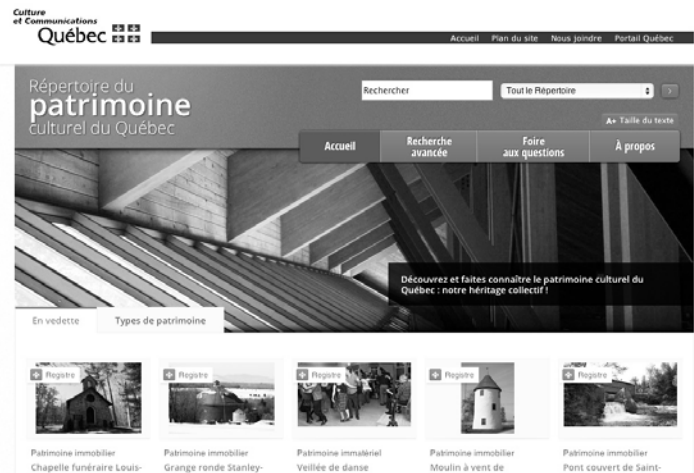 Culture
et Communications
Québec
Accueil Plan du site Nous joindre Portail Québec
Répertoire du
patrimoine
culturel du Québec
Rechercher
Tout le Répertoire
A+ Taille du texte
Accueil
Recherche
avancée
Foire
aux questions
À propos
Découvrez et faites connaître le patrimoine culturel du
Québec : notre héritage collectif !
En vedette
Types de patrimoine
Registre
Registre
Registre
Registre
Registre
Patrimoine immobilier
Chapelle funéraire Louis-
Patrimoine immobilier
Grange ronde Stanley-
Patrimoine immatériel
Veillée de danse
Patrimoine immobilier
Moulin à vent de
Patrimoine immobilier
Pont couvert de Saint-